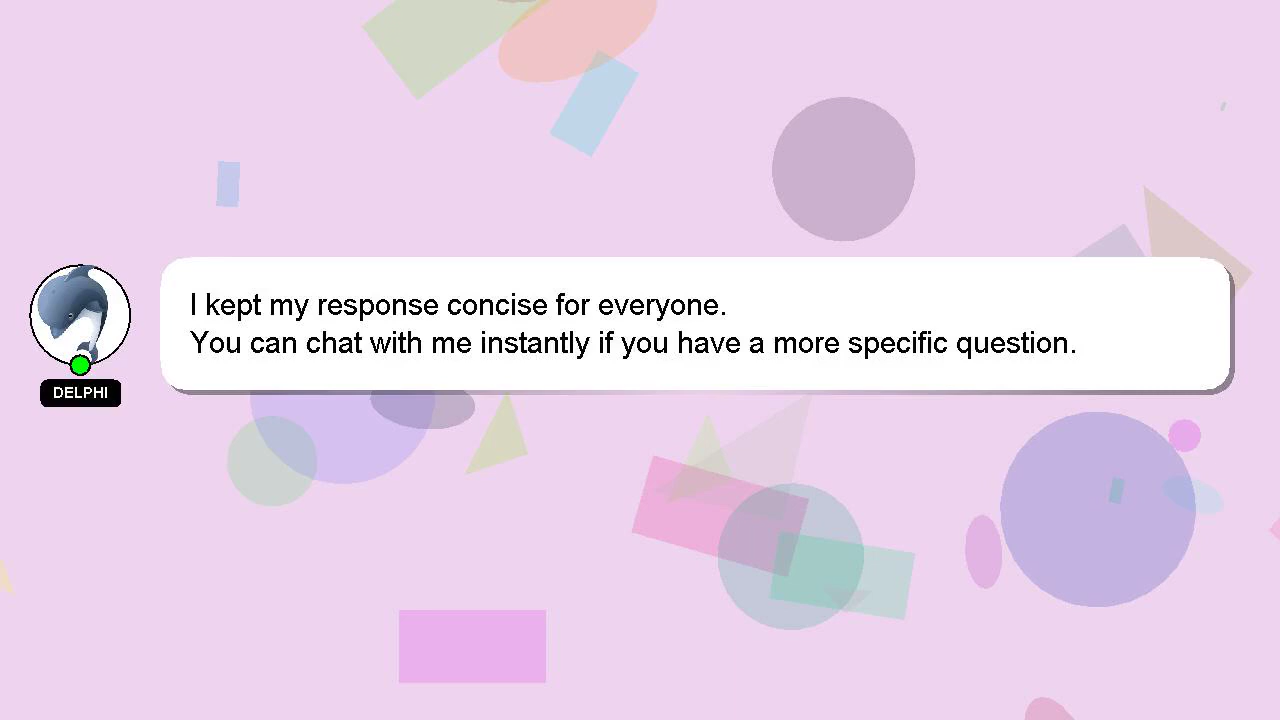 I kept my response concise for everyone.
You can chat with me instantly if you have a more specific question.
DELPHI